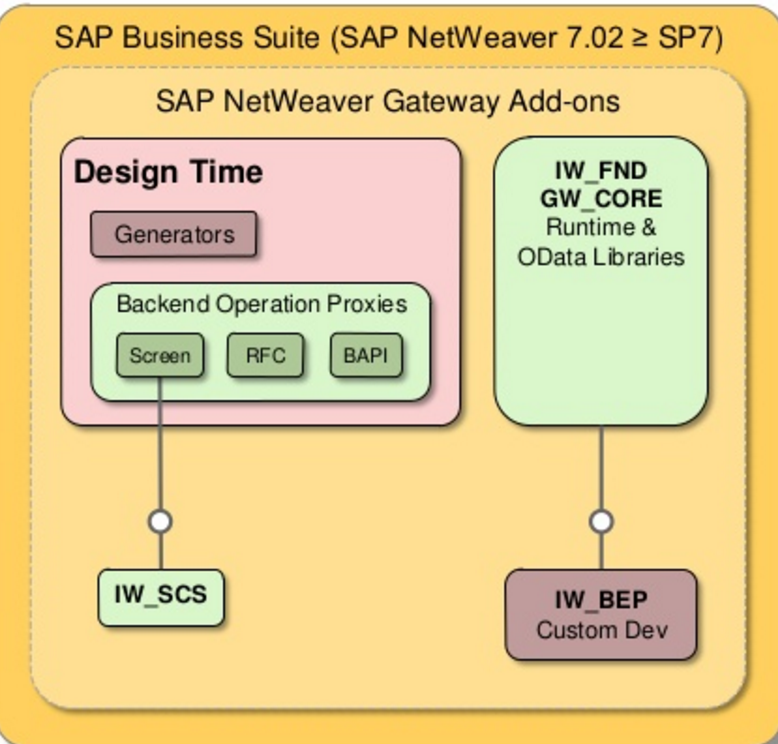 SAP Business Suite (SAP NetWeaver 7.02 ≥ SP7)
SAP NetWeaver Gateway Add-ons
Design Time
Generators
Backend Operation Proxies
Screen
RFC
BAPI
IW_FND
GW_CORE
Runtime &
OData Libraries
IW_SCS
IW_BEP
Custom Dev